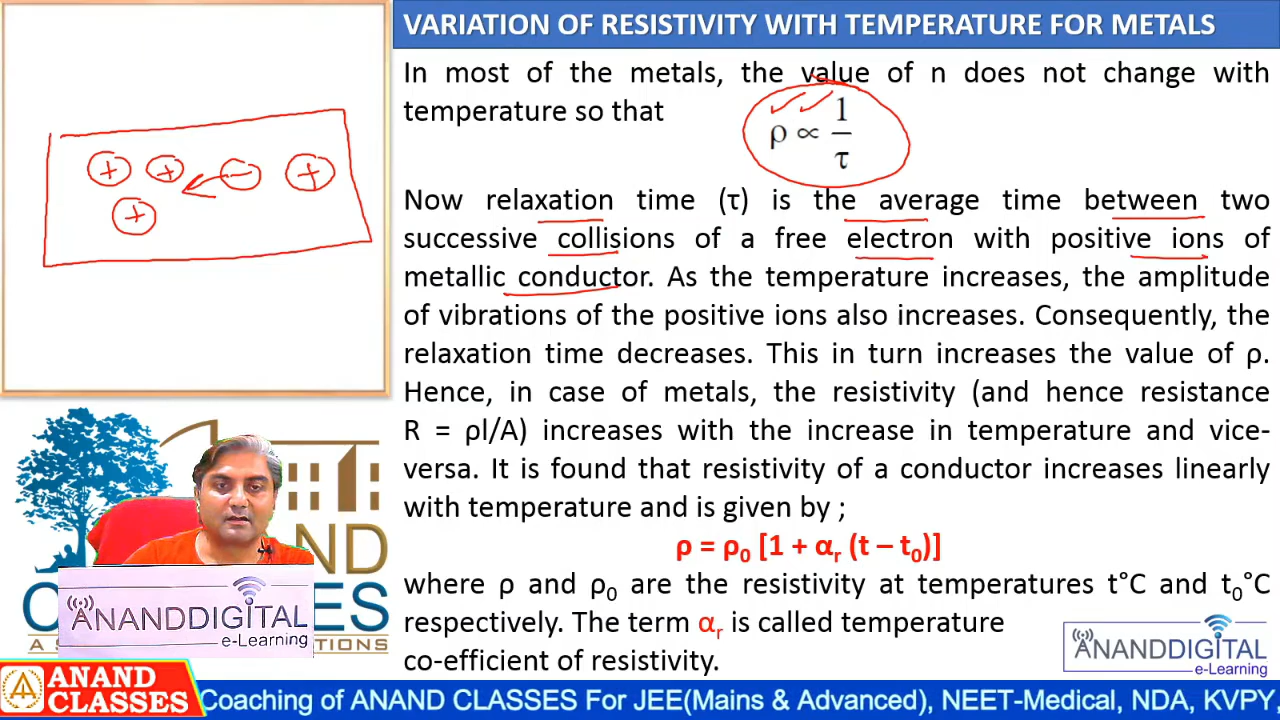 VARIATION OF RESISTIVITY WITH TEMPERATURE FOR METALS
In most of the metals, the value of n does not change with
temperature so that
ρ ∝ 1/τ
Now relaxation time (τ) is the average time between two
successive collisions of a free electron with positive ions of
metallic conductor. As the temperature increases, the amplitude
of vibrations of the positive ions also increases. Consequently, the
relaxation time decreases. This in turn increases the value of ρ.
Hence, in case of metals, the resistivity (and hence resistance
R = ρl/A) increases with the increase in temperature and vice-
versa. It is found that resistivity of a conductor increases linearly
with temperature and is given by ;
ρ = ρ₀ [1 + αᵣ (t – t₀)]
where ρ and ρ₀ are the resistivity at temperatures t°C and t₀°C
respectively. The term αᵣ is called temperature
co-efficient of resistivity.
+ + − +
+
ND
C ES
A S TIONS
ANANDDIGITAL
e-Learning
ANANDDIGITAL
e-Learning
A
ANAND
CLASSES
Coaching of ANAND CLASSES For JEE(Mains & Advanced), NEET-Medical, NDA, KVPY,